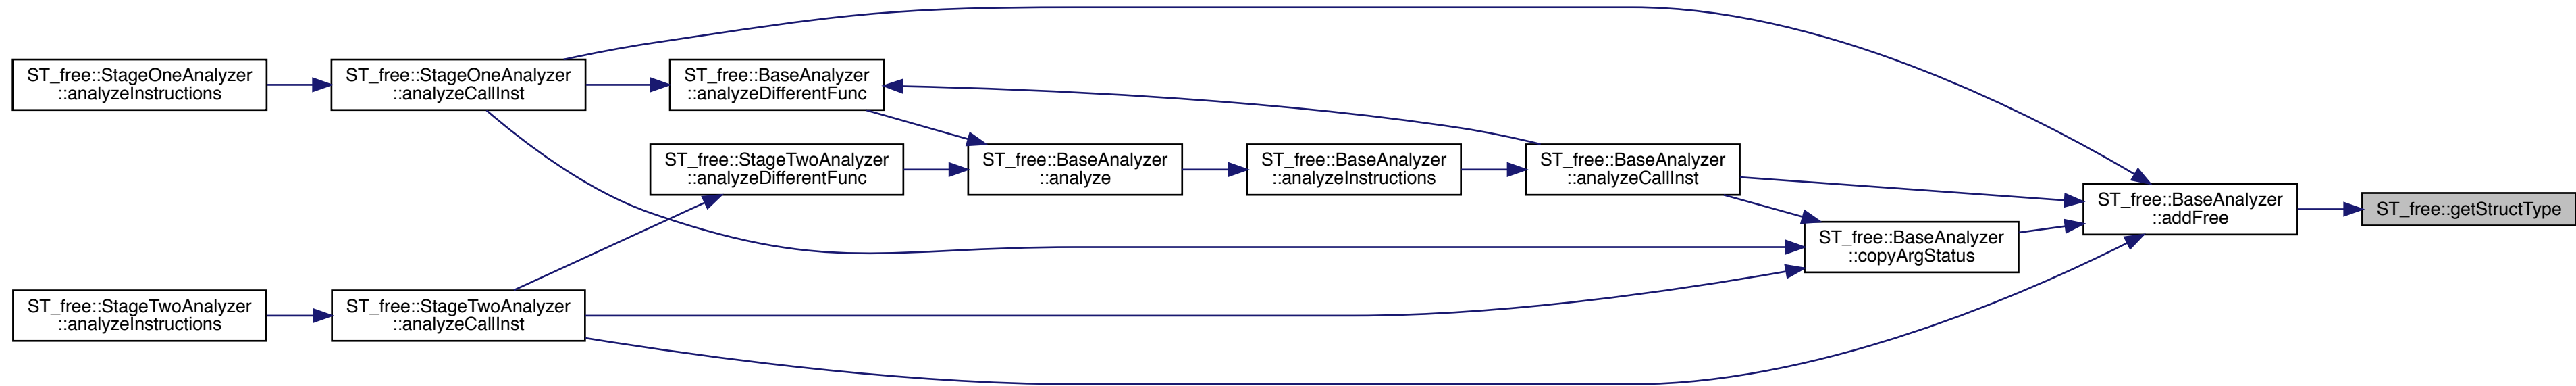 ST_free::StageOneAnalyzer
::analyzeInstructions
ST_free::StageOneAnalyzer
::analyzeCallInst
ST_free::BaseAnalyzer
::analyzeDifferentFunc
ST_free::StageTwoAnalyzer
::analyzeDifferentFunc
ST_free::BaseAnalyzer
::analyze
ST_free::BaseAnalyzer
::analyzeInstructions
ST_free::BaseAnalyzer
::analyzeCallInst
ST_free::BaseAnalyzer
::copyArgStatus
ST_free::BaseAnalyzer
::addFree
ST_free::getStructType
ST_free::StageTwoAnalyzer
::analyzeInstructions
ST_free::StageTwoAnalyzer
::analyzeCallInst